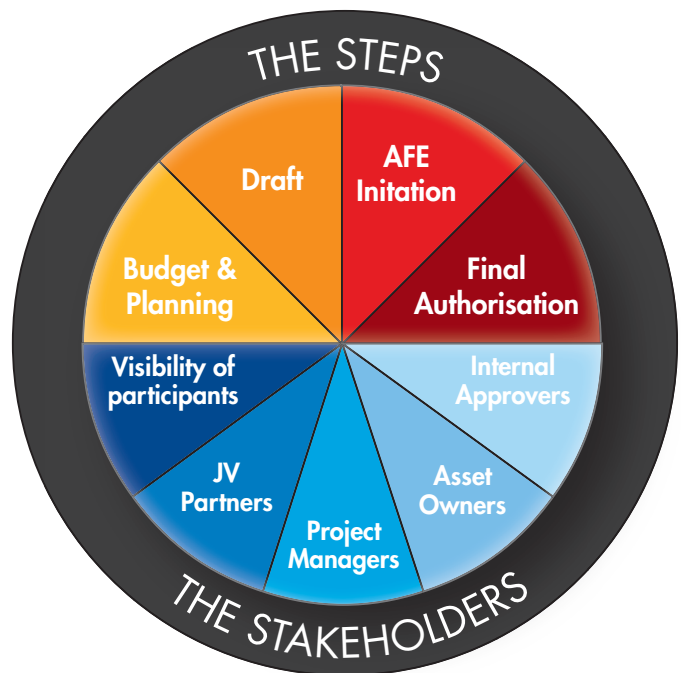 THE STEPS
Draft
AFE
Initation
Budget &
Planning
Final
Authorisation
Visibility of
participants
Internal
Approvers
JV
Partners
Asset
Owners
Project
Managers
THE STAKEHOLDERS